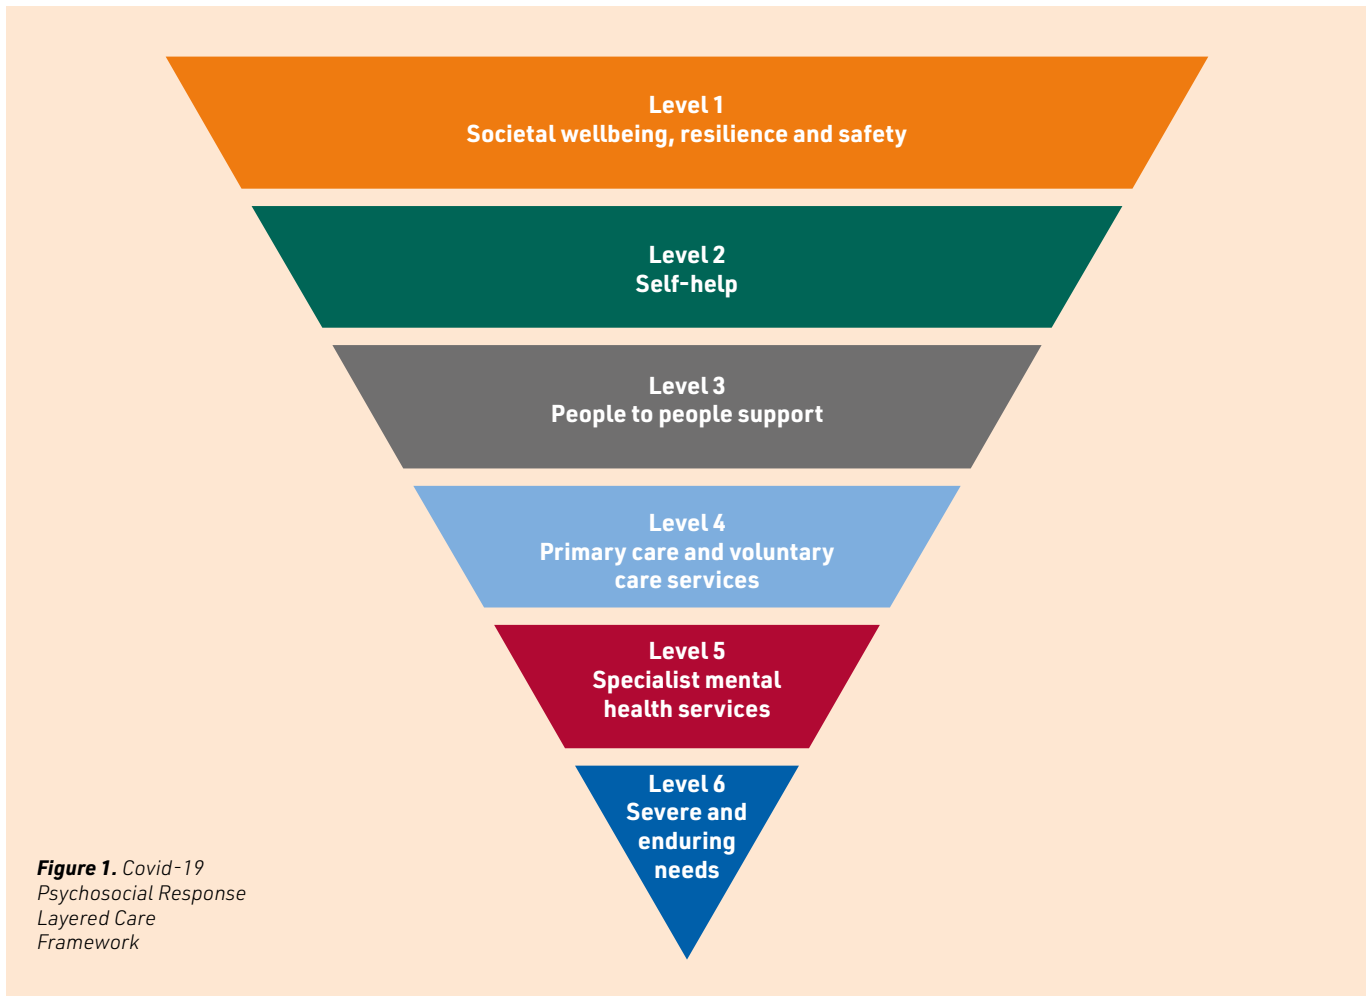 Level 1
Societal wellbeing, resilience and safety
Level 2
Self-help
Level 3
People to people support
Level 4
Primary care and voluntary
care services
Level 5
Specialist mental
health services
Level 6
Severe and
enduring
needs
Figure 1. Covid-19
Psychosocial Response
Layered Care
Framework